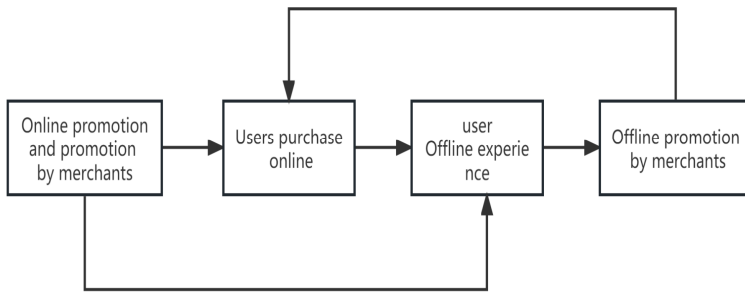 Online promotion
and promotion
by merchants
Users purchase
online
user
Offline experie
nce
Offline promotion
by merchants